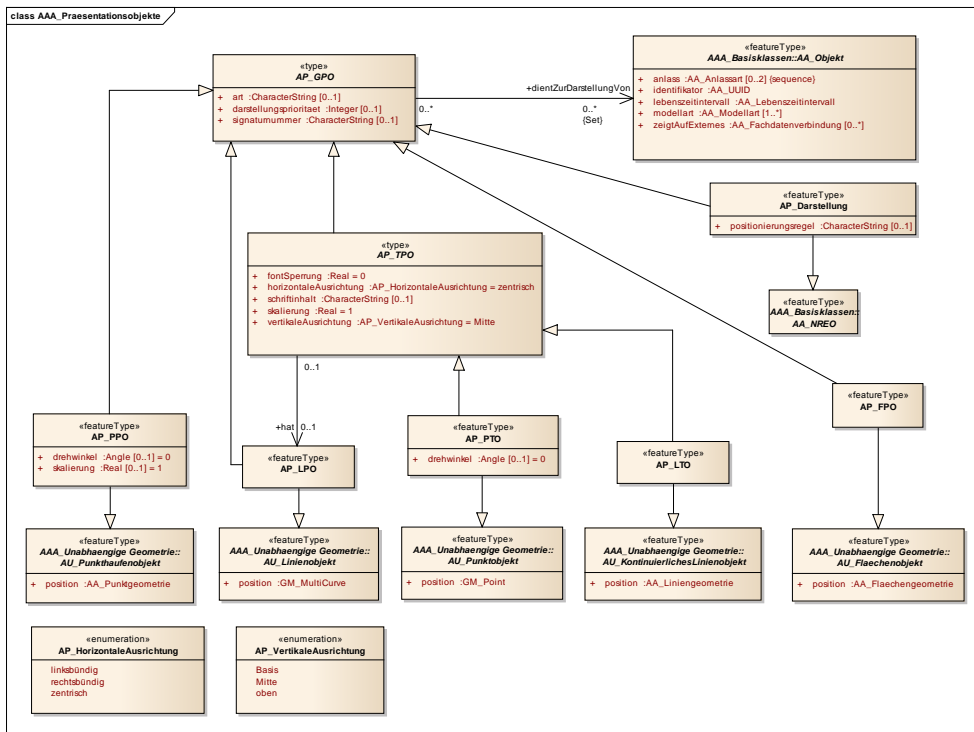 class AAA_Praesentationsobjekte
«type»
AP_GPO
+ art :CharacterString [0..1]
+ darstellungsprioritaet :Integer [0..1]
+ signaturnummer :CharacterString [0..1]
+dientZurDarstellungVon
0..*
0..*
{Set}
«featureType»
AAA_Basisklassen::AA_Objekt
+ anlass :AA_Anlassart [0..2] {sequence}
+ identifikator :AA_UUID
+ lebenszeitintervall :AA_Lebenszeitintervall
+ modellart :AA_Modellart [1..*]
+ zeigtAufExternes :AA_Fachdatenverbindung [0..*]
«featureType»
AP_Darstellung
+ positionierungsregel :CharacterString [0..1]
«type»
AP_TPO
+ fontSperrung :Real = 0
+ horizontaleAusrichtung :AP_HorizontaleAusrichtung = zentrisch
+ schriftinhalt :CharacterString [0..1]
+ skalierung :Real = 1
+ vertikaleAusrichtung :AP_VertikaleAusrichtung = Mitte
«featureType»
AAA_Basisklassen::
AA_NREO
0..1
+hat 0..1
«featureType»
AP_PPO
+ drehwinkel :Angle [0..1] = 0
+ skalierung :Real [0..1] = 1
«featureType»
AP_LPO
«featureType»
AP_PTO
+ drehwinkel :Angle [0..1] = 0
«featureType»
AP_LTO
«featureType»
AP_FPO
«featureType»
AAA_Unabhaengige Geometrie::
AU_Punkthaufenobjekt
+ position :AA_Punktgeometrie
«featureType»
AAA_Unabhaengige Geometrie::
AU_Linienobjekt
+ position :GM_MultiCurve
«featureType»
AAA_Unabhaengige Geometrie::
AU_Punktobjekt
+ position :GM_Point
«featureType»
AAA_Unabhaengige Geometrie::
AU_KontinuierlichesLinienobjekt
+ position :AA_Liniengeometrie
«featureType»
AAA_Unabhaengige Geometrie::
AU_Flaechenobjekt
+ position :AA_Flaechengeometrie
«enumeration»
AP_HorizontaleAusrichtung
linksbündig
rechtsbündig
zentrisch
«enumeration»
AP_VertikaleAusrichtung
Basis
Mitte
oben